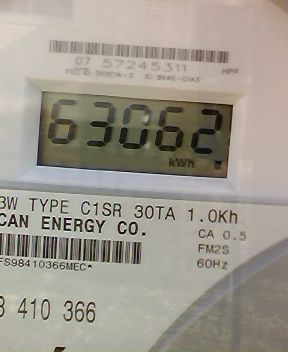 07 57245311
63062
kWh
3W TYPE C1SR 30TA 1.0Kh
CAN ENERGY CO.
CA 0.5
FM2S
60Hz
FS98410366MEC*
8 410 366